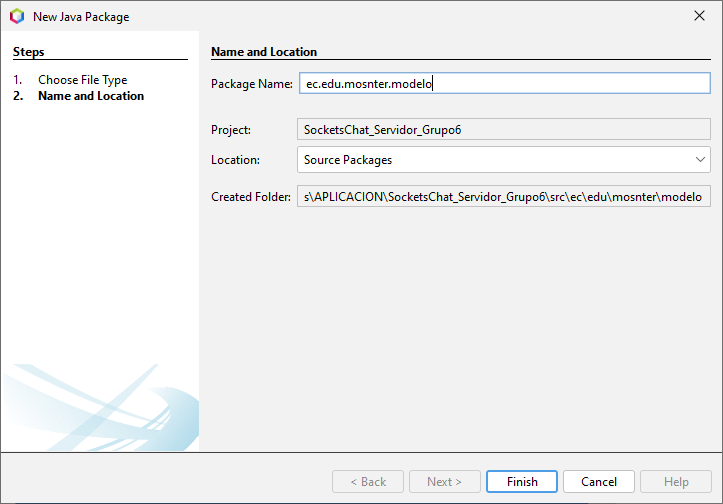 New Java Package
Steps
1. Choose File Type
2. Name and Location
Name and Location
Package Name: ec.edu.mosnter.modelo
Project: SocketsChat_Servidor_Grupo6
Location: Source Packages
Created Folder: s\APLICACION\SocketsChat_Servidor_Grupo6\src\ec\edu\mosnter\modelo
< Back Next > Finish Cancel Help